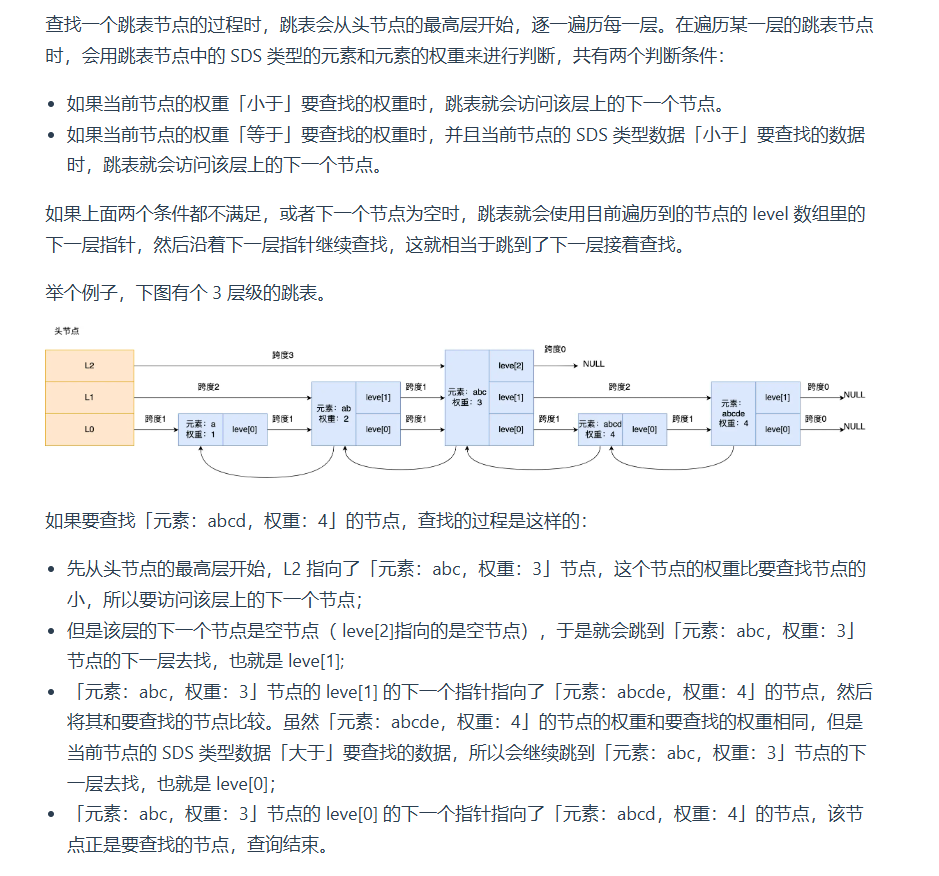 查找一个跳表节点的过程时，跳表会从头节点的最高层开始，逐一遍历每一层。在遍历某一层的跳表节点
时，会用跳表节点中的 SDS 类型的元素和元素的权重来进行判断，共有两个判断条件：
• 如果当前节点的权重「小于」要查找的权重时，跳表就会访问该层上的下一个节点。
• 如果当前节点的权重「等于」要查找的权重时，并且当前节点的 SDS 类型数据「小于」要查找的数据
时，跳表就会访问该层上的下一个节点。
如果上面两个条件都不满足，或者下一个节点为空时，跳表就会使用目前遍历到的节点的 level 数组里的
下一层指针，然后沿着下一层指针继续查找，这就相当于跳到了下一层接着查找。
举个例子，下图有个 3 层级的跳表。
头节点
跨度0
L2 跨度3 leve[2] NULL
L1 跨度2 leve[1] 跨度1 leve[1] 跨度2 leve[1] 跨度0 NULL
元素：ab
权重：2
元素：abc
权重：3
元素：
abcde
权重：4
L0 跨度1 元素：a
权重：1
leve[0] 跨度1 leve[0] 跨度1 leve[0] 跨度1 元素：abcd
权重：4
leve[0] 跨度1 leve[0] 跨度0 NULL
如果要查找「元素：abcd，权重：4」的节点，查找的过程是这样的：
• 先从头节点的最高层开始，L2 指向了「元素：abc，权重：3」节点，这个节点的权重比要查找节点的
小，所以要访问该层上的下一个节点；
• 但是该层的下一个节点是空节点（ leve[2]指向的是空节点），于是就会跳到「元素：abc，权重：3」
节点的下一层去找，也就是 leve[1];
• 「元素：abc，权重：3」节点的 leve[1] 的下一个指针指向了「元素：abcde，权重：4」的节点，然后
将其和要查找的节点比较。虽然「元素：abcde，权重：4」的节点的权重和要查找的权重相同，但是
当前节点的 SDS 类型数据「大于」要查找的数据，所以会继续跳到「元素：abc，权重：3」节点的下
一层去找，也就是 leve[0]；
• 「元素：abc，权重：3」节点的 leve[0] 的下一个指针指向了「元素：abcd，权重：4」的节点，该节
点正是要查找的节点，查询结束。